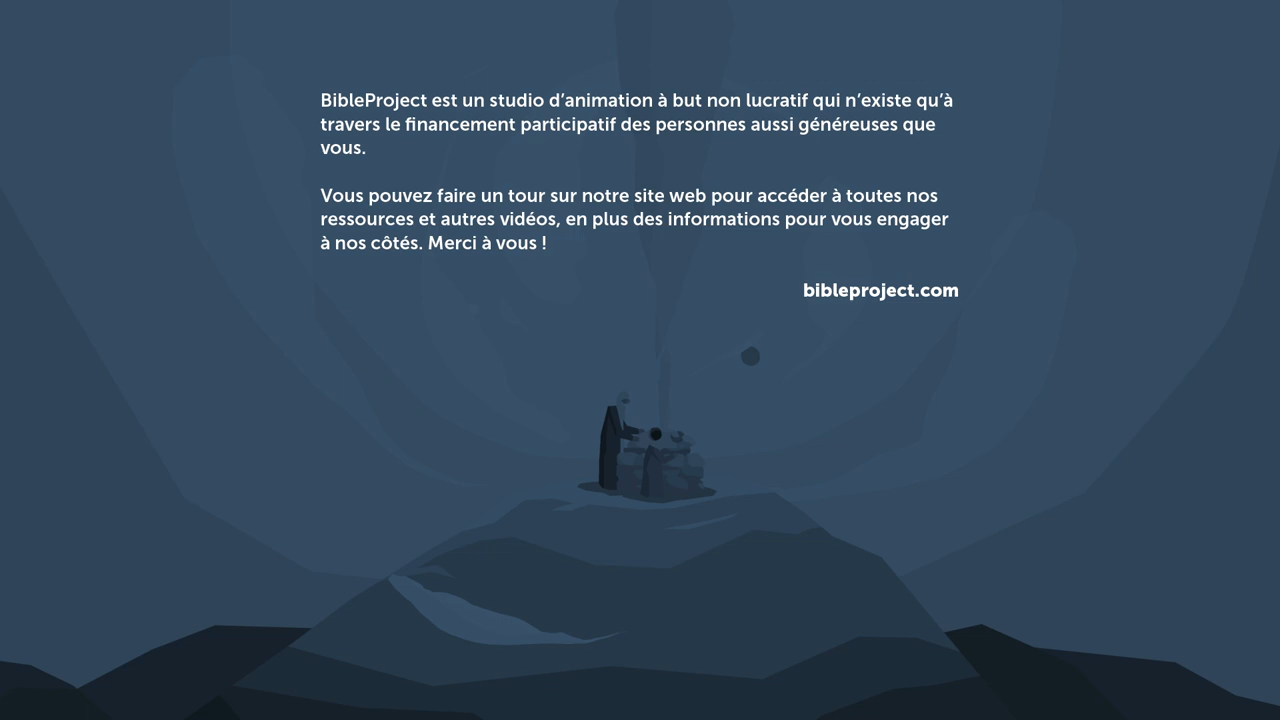 BibleProject est un studio d’animation à but non lucratif qui n’existe qu’à
travers le financement participatif des personnes aussi généreuses que
vous.
Vous pouvez faire un tour sur notre site web pour accéder à toutes nos
ressources et autres vidéos, en plus des informations pour vous engager
à nos côtés. Merci à vous !
bibleproject.com